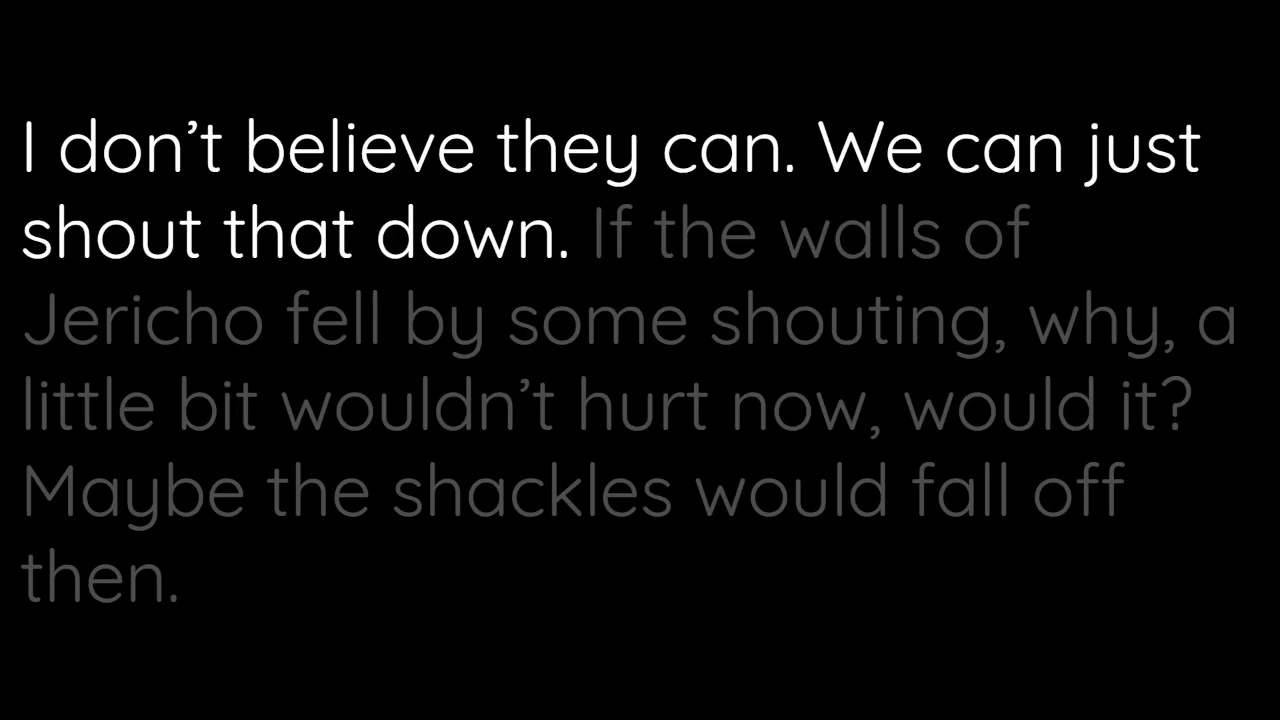 I don’t believe they can. We can just
shout that down. If the walls of
Jericho fell by some shouting, why, a
little bit wouldn’t hurt now, would it?
Maybe the shackles would fall off
then.